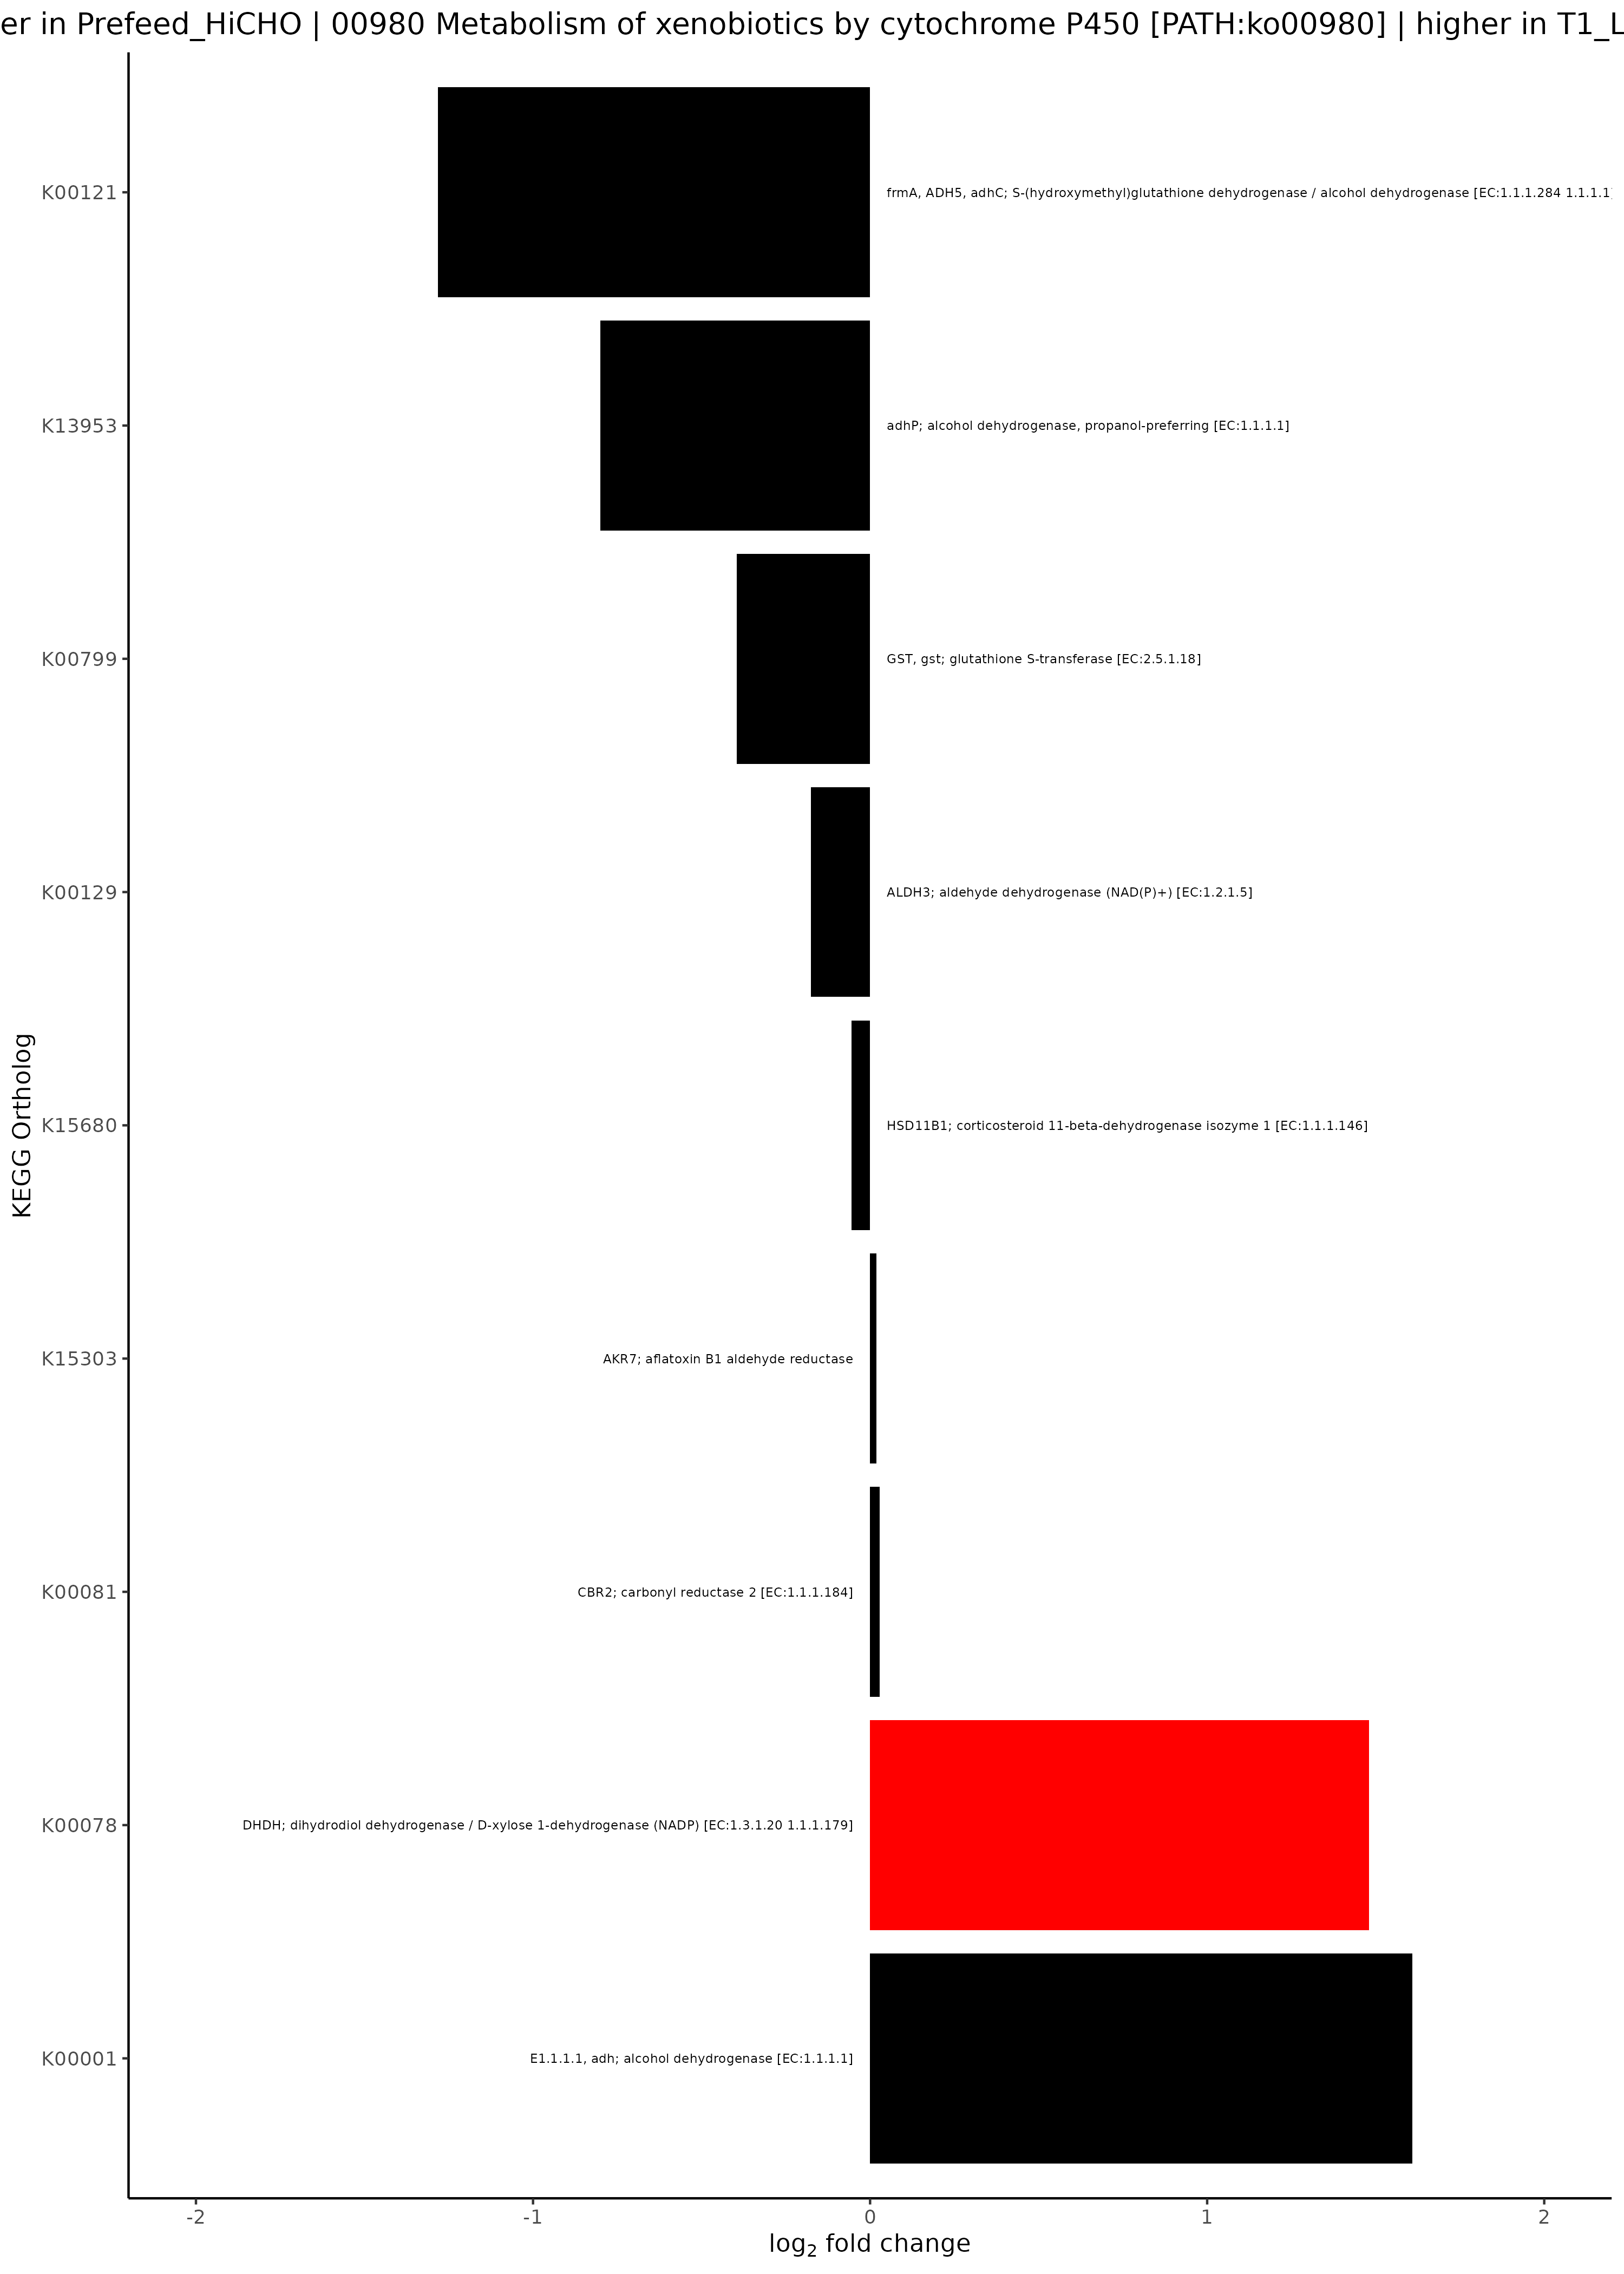 er in Prefeed_HiCHO | 00980 Metabolism of xenobiotics by cytochrome P450 [PATH:ko00980] | higher in T1_L
K00121
frmA, ADH5, adhC; S-(hydroxymethyl)glutathione dehydrogenase / alcohol dehydrogenase [EC:1.1.1.284 1.1.1.1]
K13953
adhP; alcohol dehydrogenase, propanol-preferring [EC:1.1.1.1]
K00799
GST, gst; glutathione S-transferase [EC:2.5.1.18]
K00129
ALDH3; aldehyde dehydrogenase (NAD(P)+) [EC:1.2.1.5]
K15680
HSD11B1; corticosteroid 11-beta-dehydrogenase isozyme 1 [EC:1.1.1.146]
KEGG Ortholog
K15303
AKR7; aflatoxin B1 aldehyde reductase
K00081
CBR2; carbonyl reductase 2 [EC:1.1.1.184]
K00078
DHDH; dihydrodiol dehydrogenase / D-xylose 1-dehydrogenase (NADP) [EC:1.3.1.20 1.1.1.179]
K00001
E1.1.1.1, adh; alcohol dehydrogenase [EC:1.1.1.1]
-2 -1 0 1 2
log2 fold change